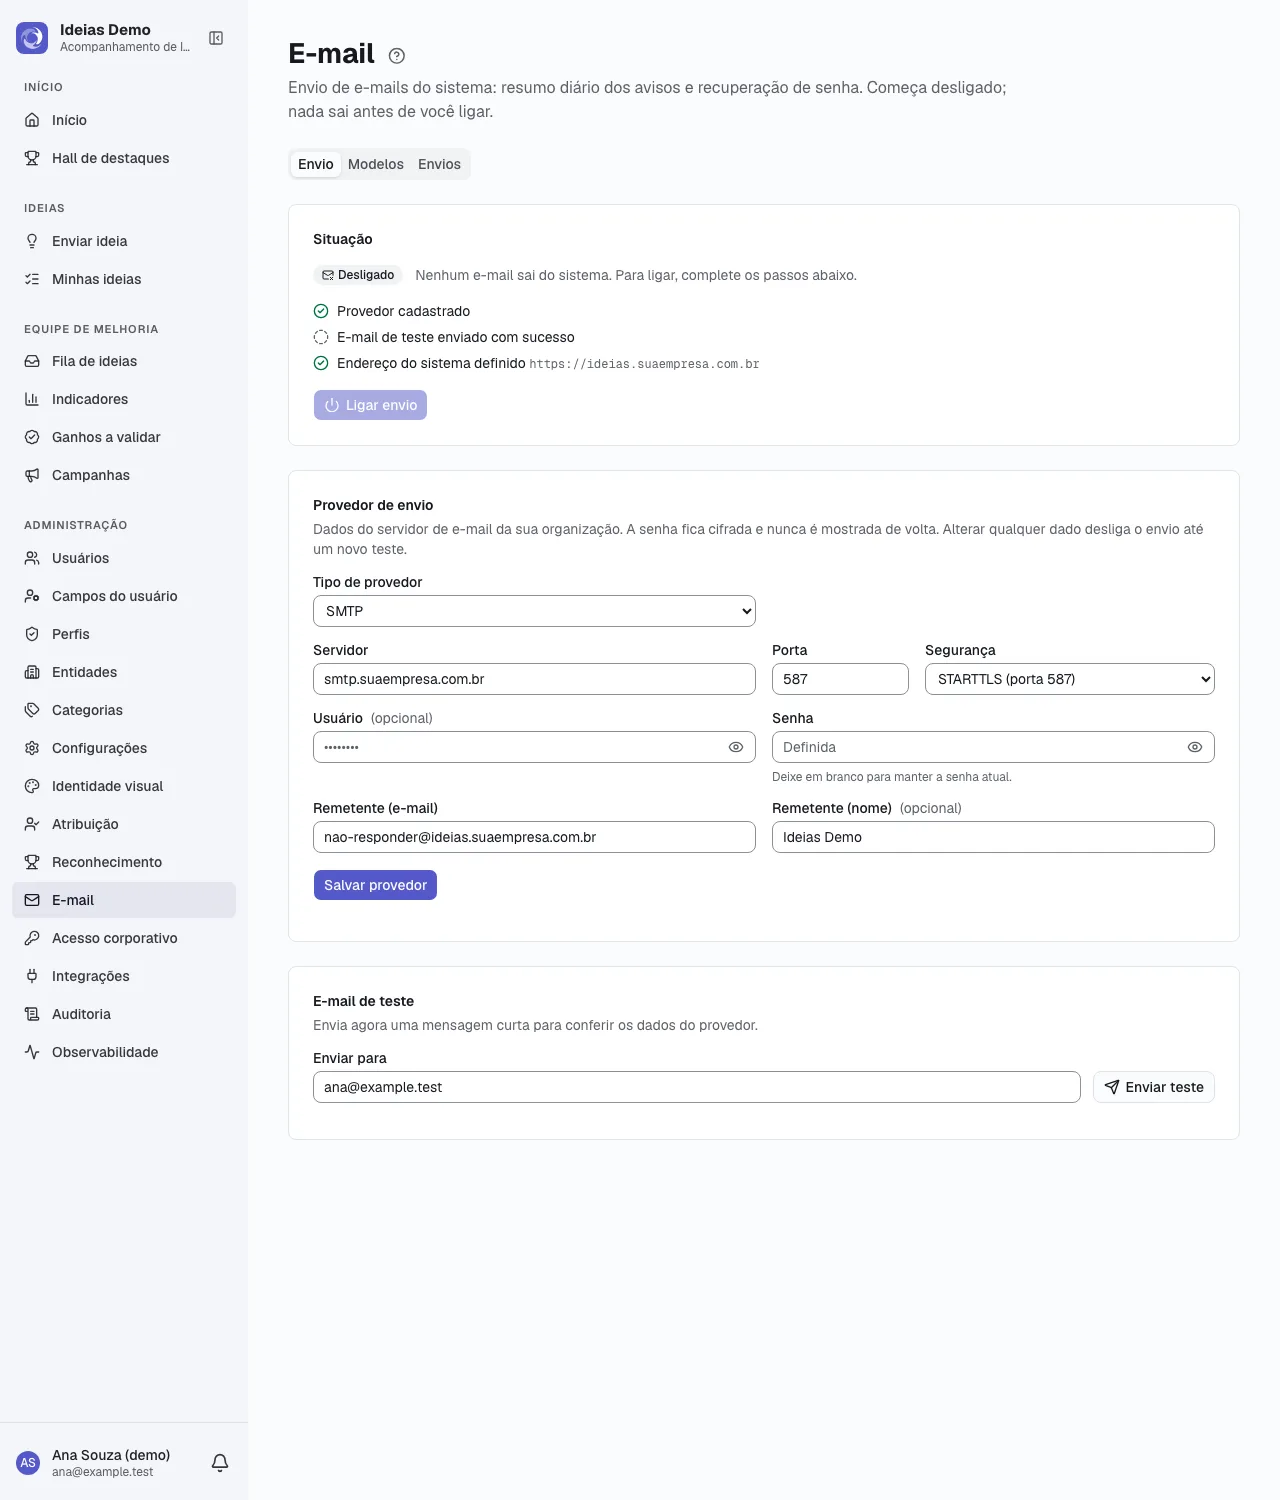 Ideias Demo
Acompanhamento de I...
INÍCIO
Início
Hall de destaques
IDEIAS
Enviar ideia
Minhas ideias
EQUIPE DE MELHORIA
Fila de ideias
Indicadores
Ganhos a validar
Campanhas
ADMINISTRAÇÃO
Usuários
Campos do usuário
Perfis
Entidades
Categorias
Configurações
Identidade visual
Atribuição
Reconhecimento
E-mail
Acesso corporativo
Integrações
Auditoria
Observabilidade
AS
Ana Souza (demo)
ana@example.test
E-mail
Envio de e-mails do sistema: resumo diário dos avisos e recuperação de senha. Começa desligado;
nada sai antes de você ligar.
Envio Modelos Envios
Situação
Desligado Nenhum e-mail sai do sistema. Para ligar, complete os passos abaixo.
Provedor cadastrado
E-mail de teste enviado com sucesso
Endereço do sistema definido https://ideias.suaempresa.com.br
Ligar envio
Provedor de envio
Dados do servidor de e-mail da sua organização. A senha fica cifrada e nunca é mostrada de volta. Alterar qualquer dado desliga o envio até
um novo teste.
Tipo de provedor
SMTP
Servidor Porta Segurança
smtp.suaempresa.com.br 587 STARTTLS (porta 587)
Usuário (opcional) Senha
•••••••• Definida
Deixe em branco para manter a senha atual.
Remetente (e-mail) Remetente (nome) (opcional)
nao-responder@ideias.suaempresa.com.br Ideias Demo
Salvar provedor
E-mail de teste
Envia agora uma mensagem curta para conferir os dados do provedor.
Enviar para
ana@example.test Enviar teste